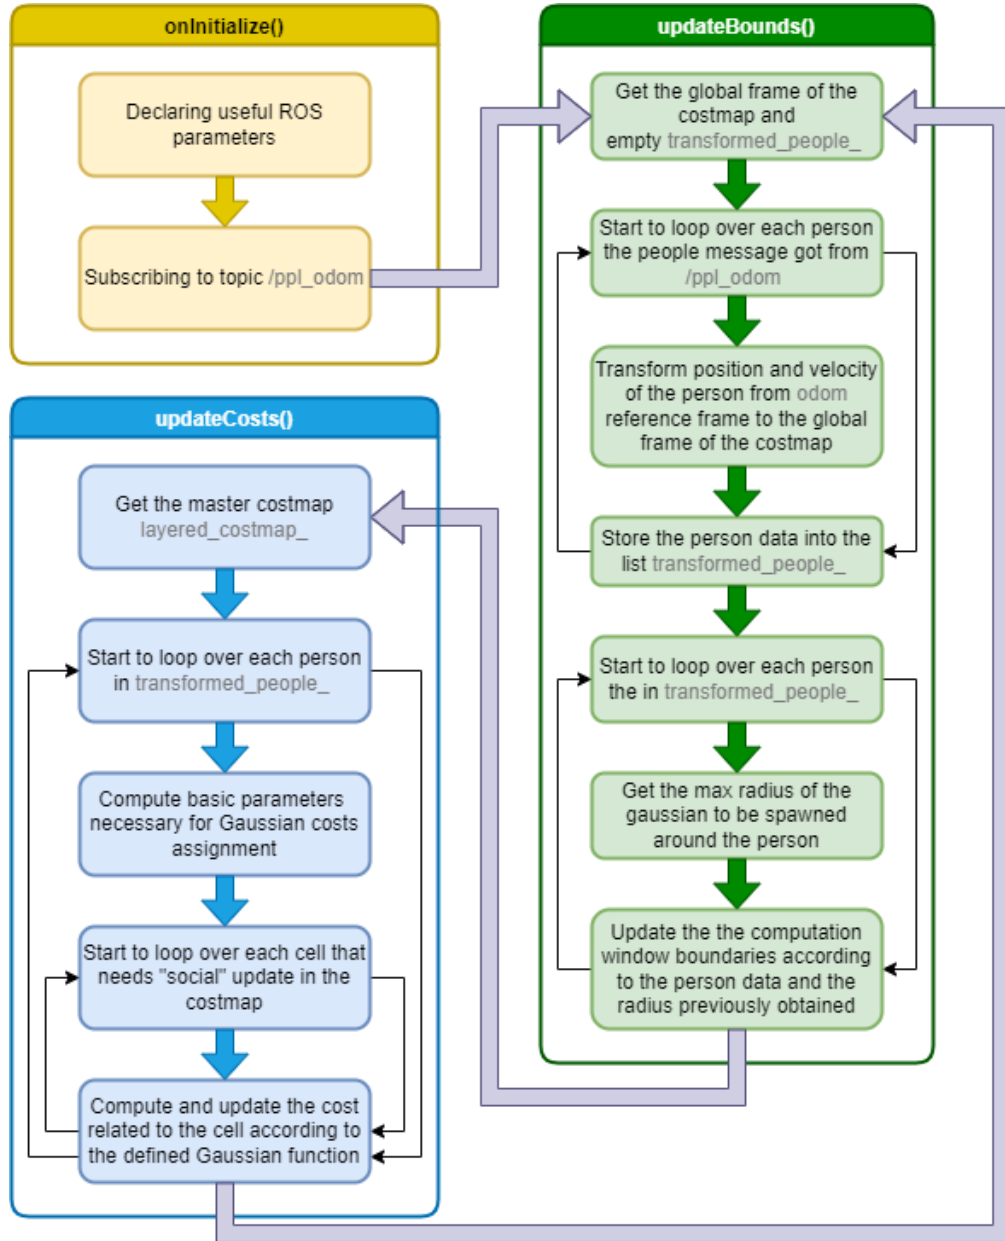 onInitialize()
Declaring useful ROS
parameters
Subscribing to topic /ppl_odom
updateBounds()
Get the global frame of the
costmap and
empty transformed_people_
Start to loop over each person
the people message got from
/ppl_odom
Transform position and velocity
of the person from odom
reference frame to the global
frame of the costmap
Store the person data into the
list transformed_people_
Start to loop over each person
the in transformed_people_
Get the max radius of the
gaussian to be spawned
around the person
Update the the computation
window boundaries according
to the person data and the
radius previously obtained
updateCosts()
Get the master costmap
layered_costmap_
Start to loop over each person
in transformed_people_
Compute basic parameters
necessary for Gaussian costs
assignment
Start to loop over each cell that
needs "social" update in the
costmap
Compute and update the cost
related to the cell according to
the defined Gaussian function